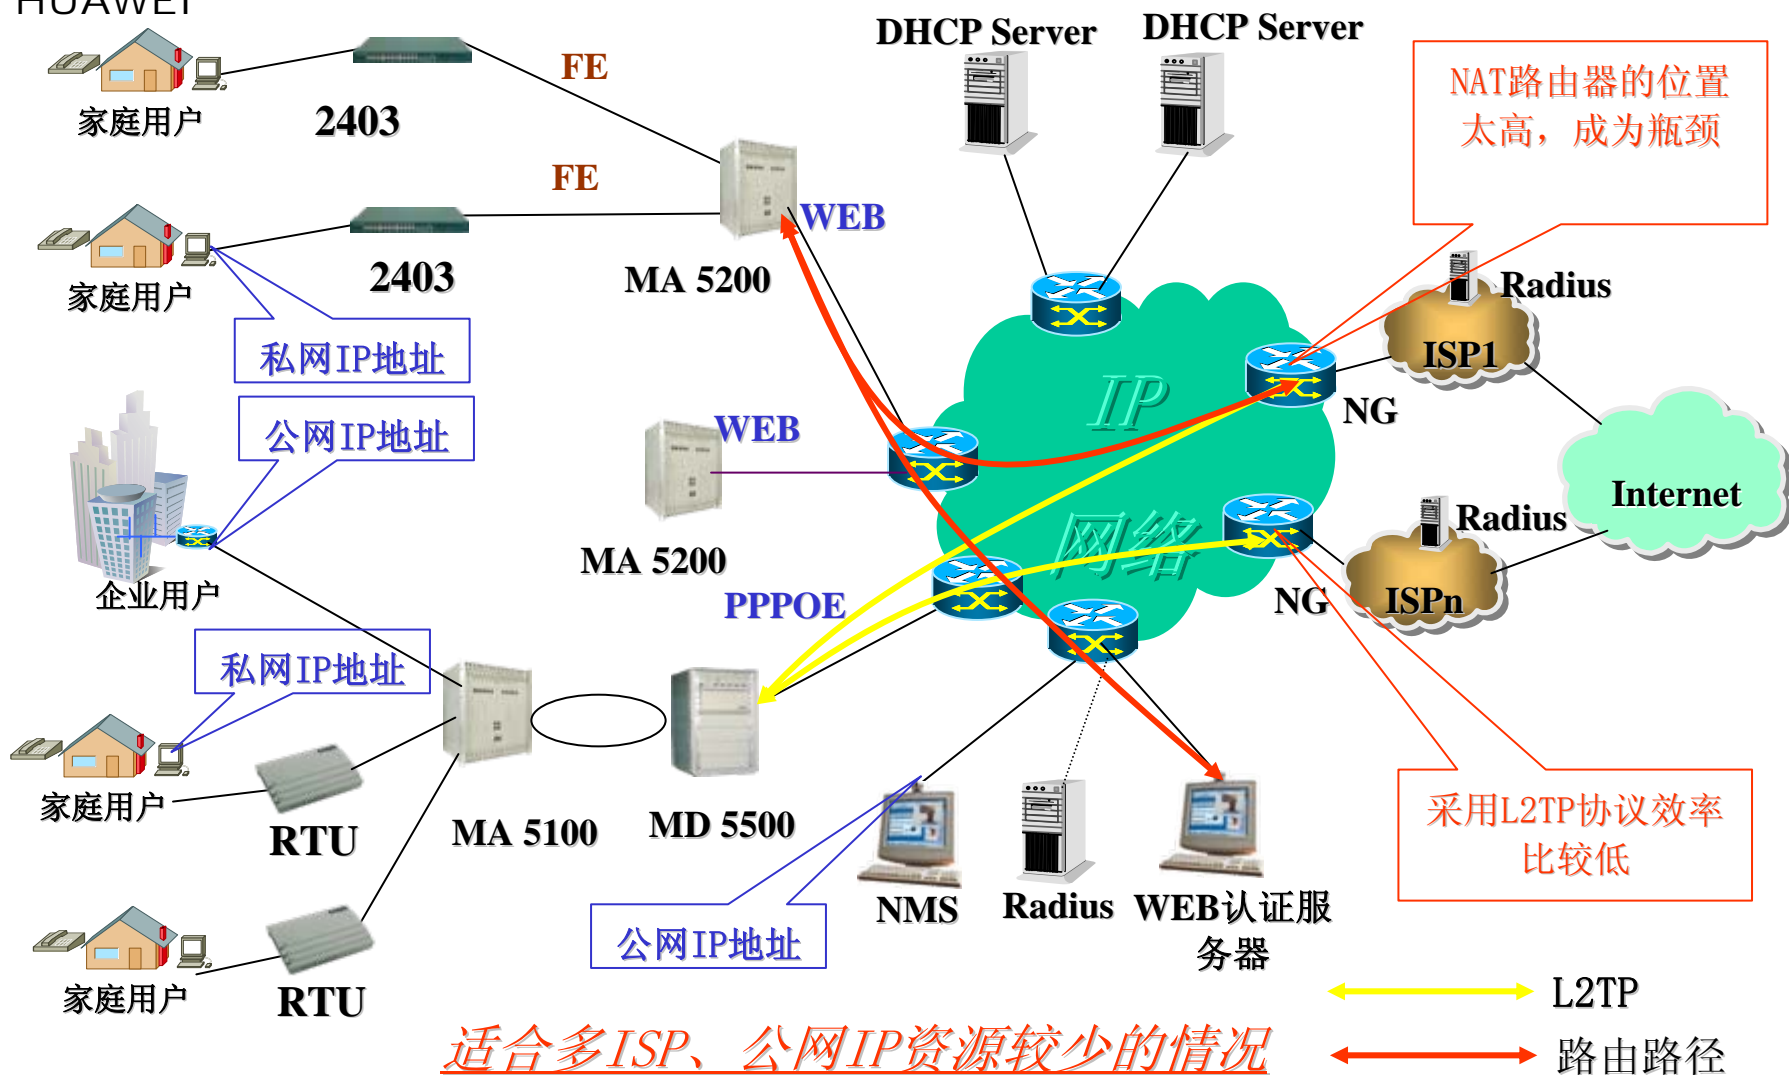 HUAWEI
DHCP Server
DHCP Server
FE
NAT路由器的位置
太高，成为瓶颈
家庭用户
2403
FE
WEB
家庭用户
2403
MA 5200
Radius
私网IP地址
ISP1
IP
NG
公网IP地址
WEB
Internet
Radius
网络
MA 5200
企业用户
PPPOE
NG
ISPn
私网IP地址
家庭用户
RTU
MA 5100
MD 5500
采用L2TP协议效率
比较低
NMS
Radius
WEB认证服
务器
公网IP地址
家庭用户
RTU
L2TP
适合多ISP、公网IP资源较少的情况
路由路径